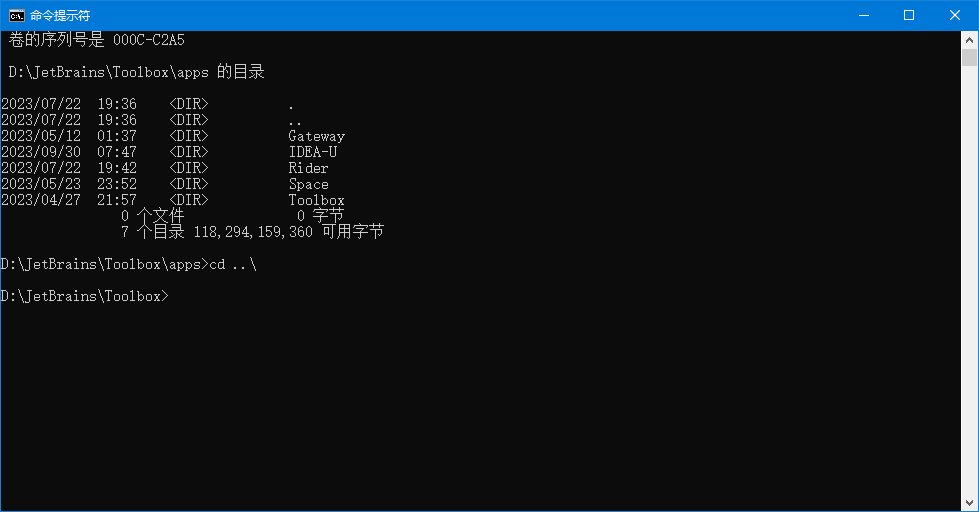 命令提示符
卷的序列号是 000C-C2A5
D:\JetBrains\Toolbox\apps 的目录
2023/07/22  19:36    <DIR>          .
2023/07/22  19:36    <DIR>          ..
2023/05/12  01:37    <DIR>          Gateway
2023/09/30  07:47    <DIR>          IDEA-U
2023/07/22  19:42    <DIR>          Rider
2023/05/23  23:52    <DIR>          Space
2023/04/27  21:57    <DIR>          Toolbox
0 个文件              0 字节
7 个目录 118,294,159,360 可用字节
D:\JetBrains\Toolbox\apps>cd ..\
D:\JetBrains\Toolbox>